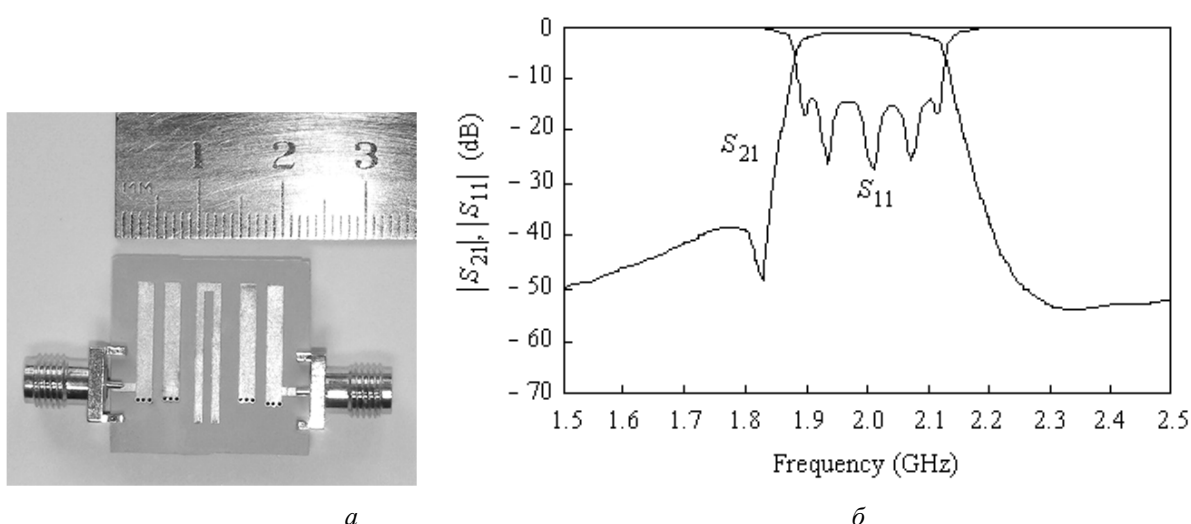 1 2 3
MM
|S21|, |S11| (dB)
0
– 10
– 20
– 30
– 40
– 50
– 60
– 70
S21
S11
1.5 1.6 1.7 1.8 1.9 2.0 2.1 2.2 2.3 2.4 2.5
Frequency (GHz)
а б